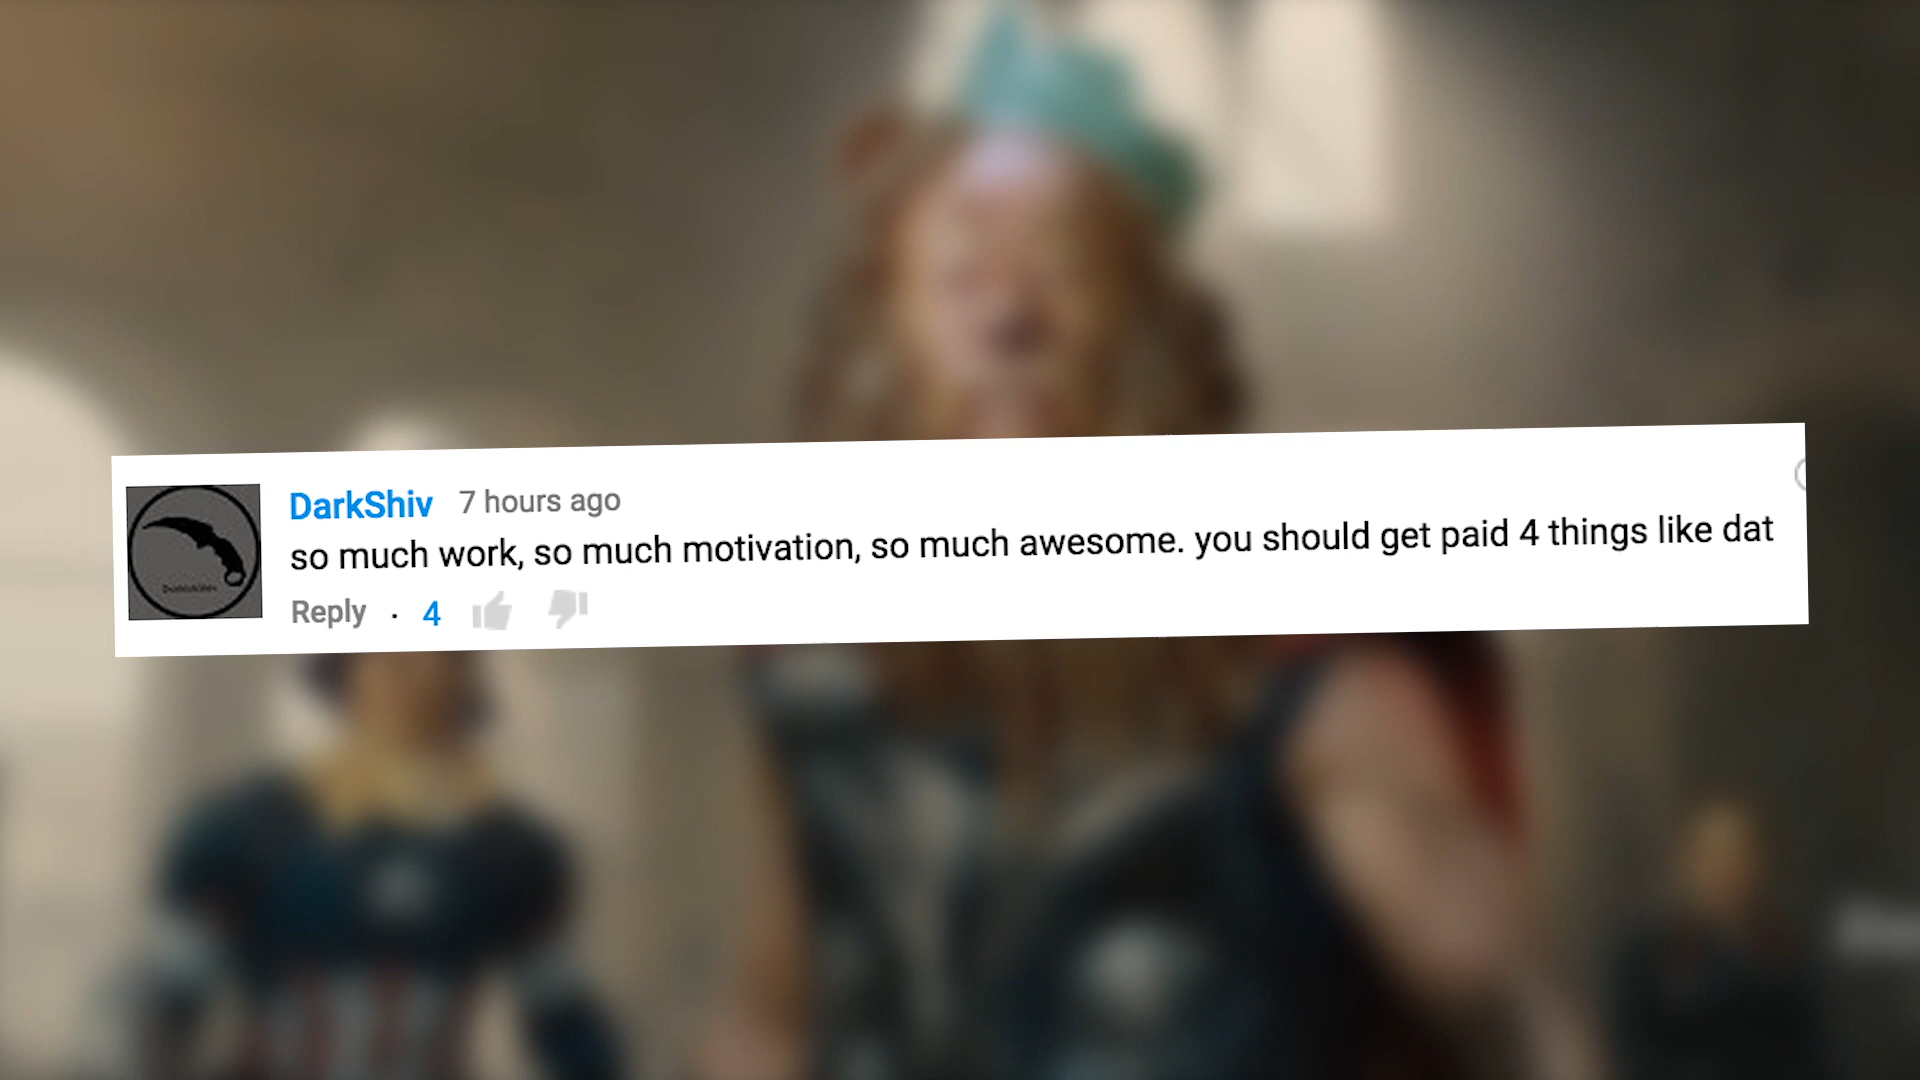 DarkShiv 7 hours ago
so much work, so much motivation, so much awesome. you should get paid 4 things like dat
Reply · 4